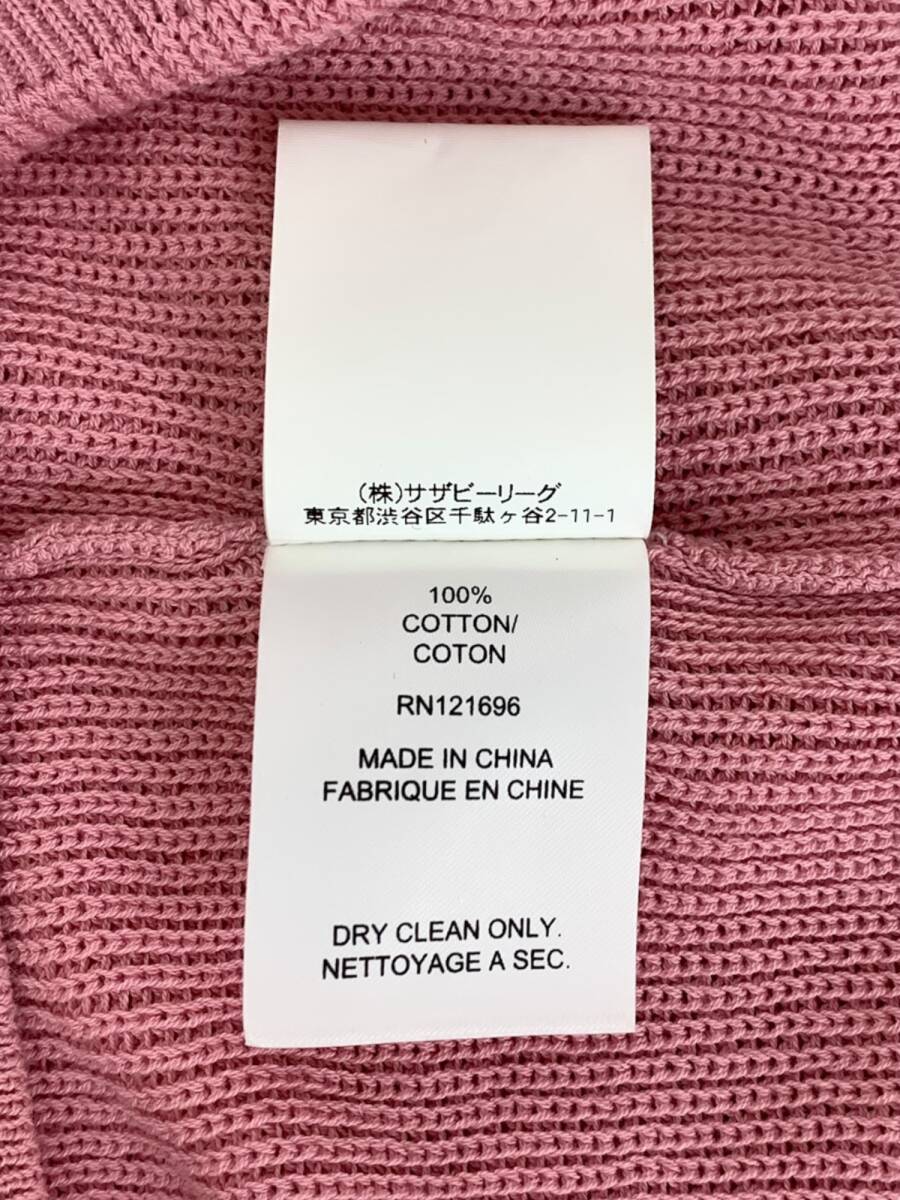 (株)サザビーリーグ
東京都渋谷区千駄ヶ谷2-11-1
100%
COTTON/
COTON
RN121696
MADE IN CHINA
FABRIQUE EN CHINE
DRY CLEAN ONLY.
NETTOYAGE A SEC.